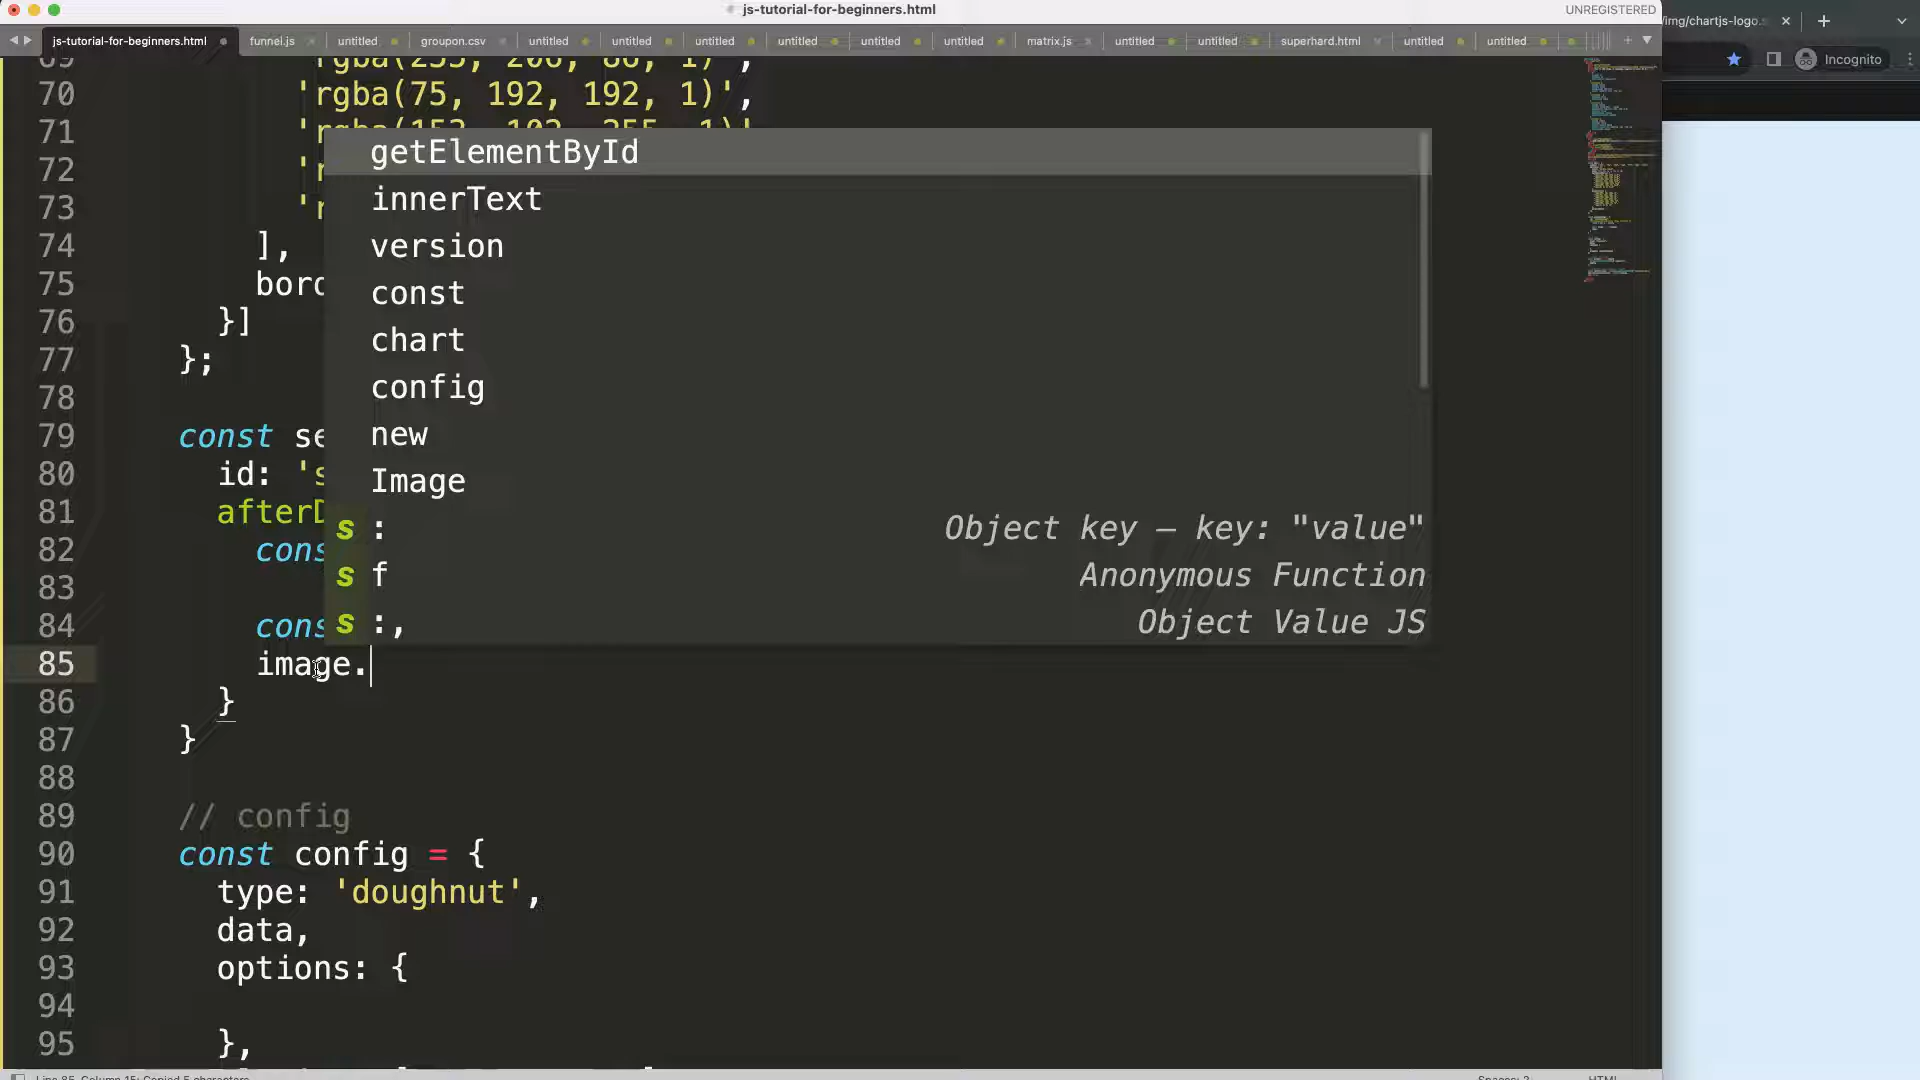 js-tutorial-for-beginners.html
UNREGISTERED
/img/chartjs-logo.
js-tutorial-for-beginners.html funnel.js untitled groupon.csv untitled untitled untitled untitled untitled untitled matrix.js untitled untitled superhard.html untitled untitled
Incognito
70 'rgba(75, 192, 192, 1)',
71
72 'r
73 'r
74 ],
75 bord
76 }]
77 };
78
79 const se
80 id: 's
81 afterD
82 cons
83
84 cons
85 image.
86 }
87 }
88
89 // config
90 const config = {
91 type: 'doughnut',
92 data,
93 options: {
94
95 },
getElementById
innerText
version
const
chart
config
new
Image
s : Object key – key: "value"
s f Anonymous Function
s :, Object Value JS